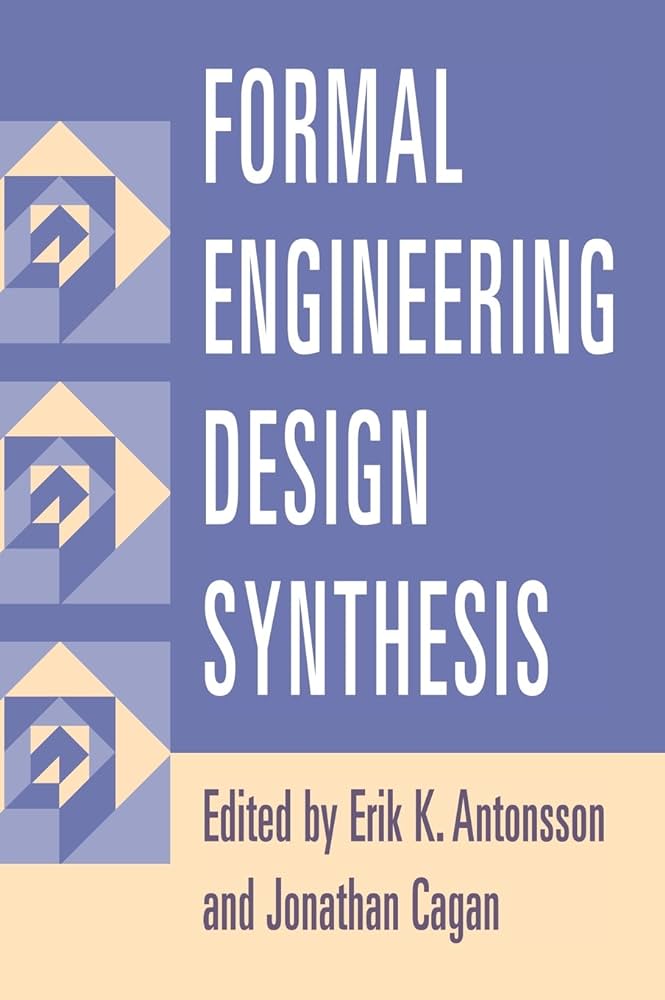 FORMAL
ENGINEERING
DESIGN
SYNTHESIS
Edited by Erik K. Antonsson
and Jonathan Cagan